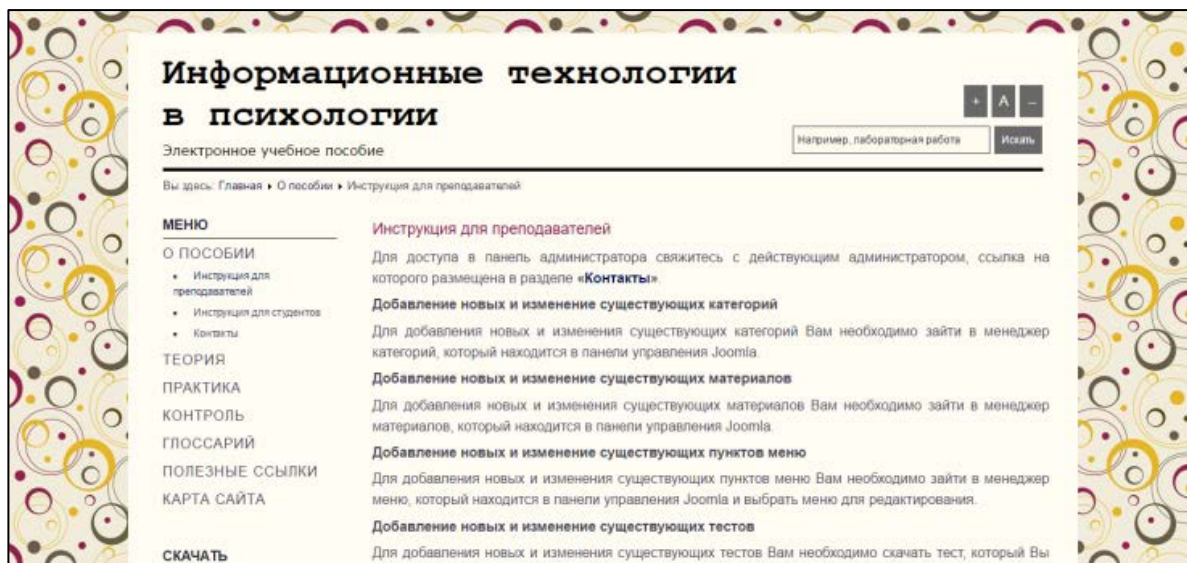 Информационные технологии
в психологии
Электронное учебное пособие
+ A –
Например, лабораторная работа Искать
Вы здесь: Главная ▸ О пособии ▸ Инструкция для преподавателей
МЕНЮ
О ПОСОБИИ
• Инструкция для
преподавателей
• Инструкция для студентов
• Контакты
ТЕОРИЯ
ПРАКТИКА
КОНТРОЛЬ
ГЛОССАРИЙ
ПОЛЕЗНЫЕ ССЫЛКИ
КАРТА САЙТА
СКАЧАТЬ
Инструкция для преподавателей
Для доступа в панель администратора свяжитесь с действующим администратором, ссылка на
которого размещена в разделе «Контакты».
Добавление новых и изменение существующих категорий
Для добавления новых и изменения существующих категорий Вам необходимо зайти в менеджер
категорий, который находится в панели управления Joomla.
Добавление новых и изменение существующих материалов
Для добавления новых и изменения существующих материалов Вам необходимо зайти в менеджер
материалов, который находится в панели управления Joomla.
Добавление новых и изменение существующих пунктов меню
Для добавления новых и изменения существующих пунктов меню Вам необходимо зайти в менеджер
меню, который находится в панели управления Joomla и выбрать меню для редактирования.
Добавление новых и изменение существующих тестов
Для добавления новых и изменения существующих тестов Вам необходимо скачать тест, который Вы